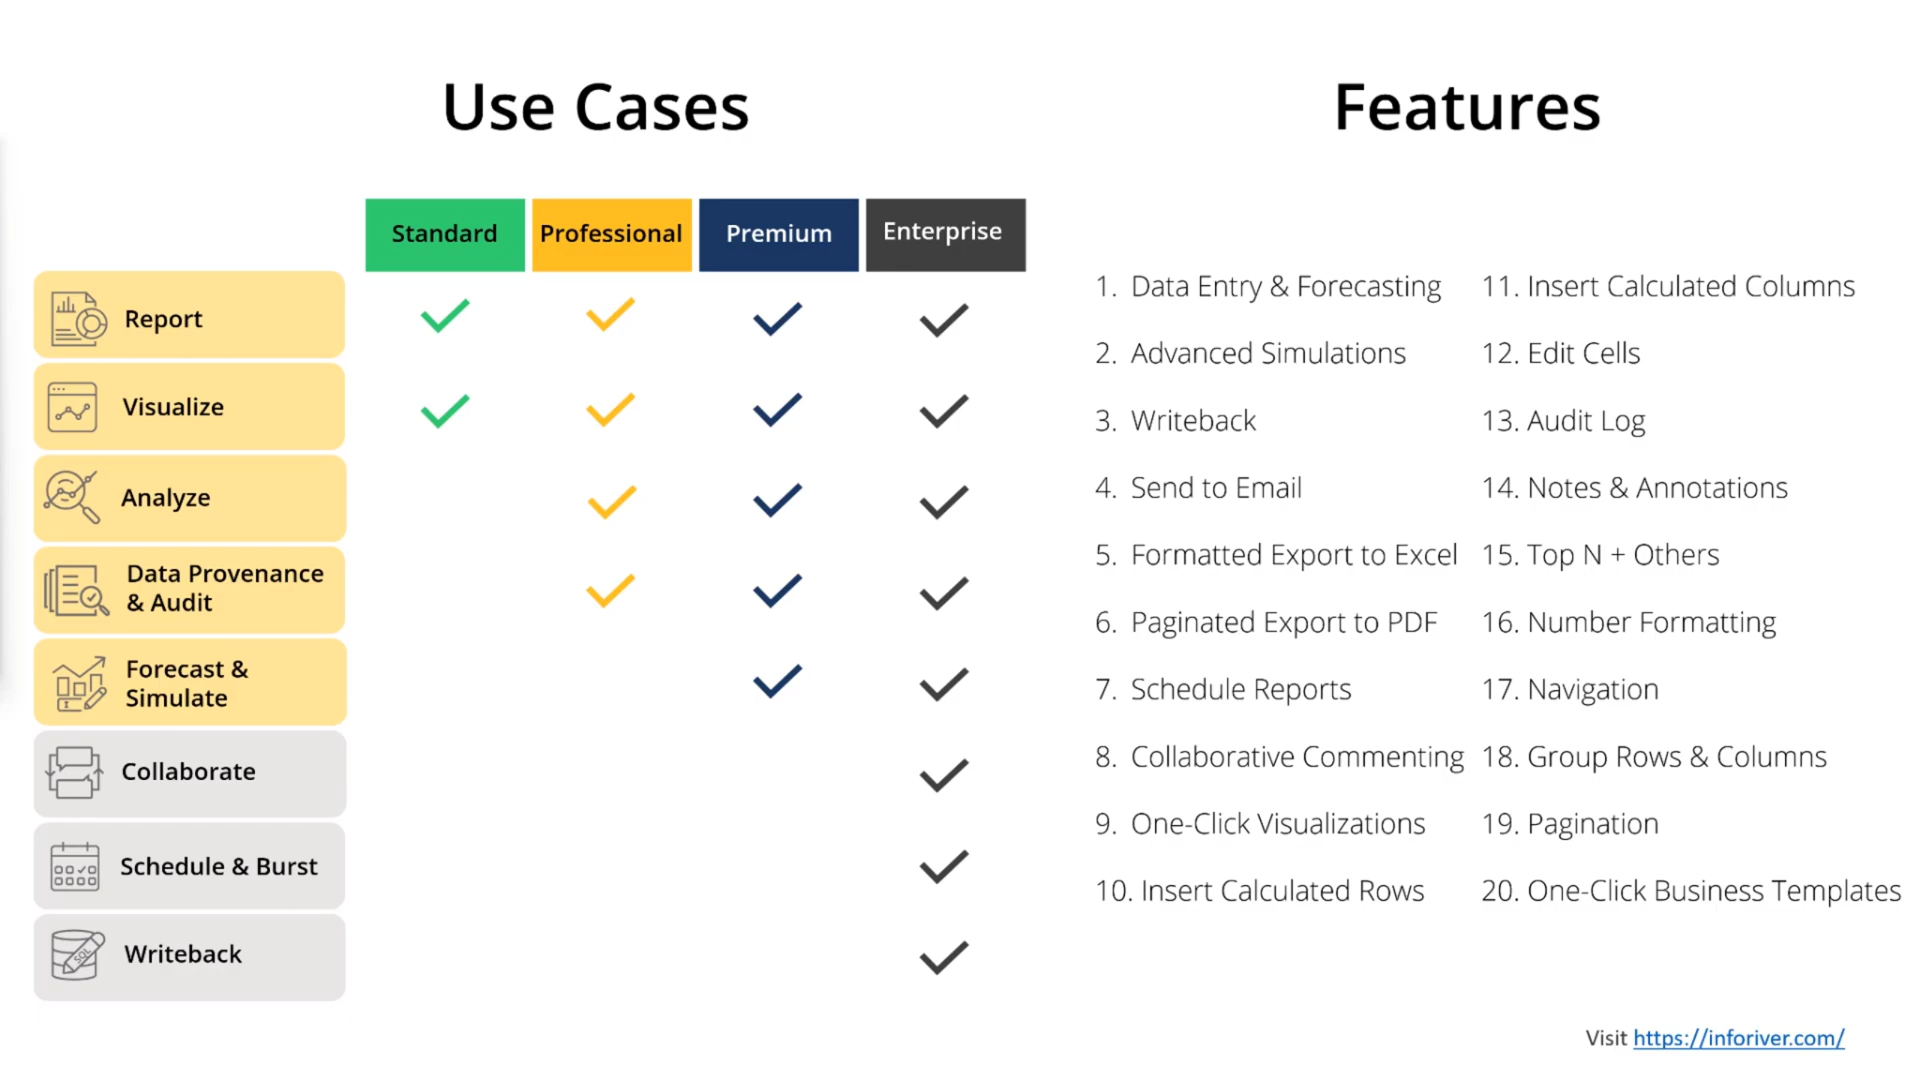 Use Cases
Features
Standard
Professional
Premium
Enterprise
Report
Visualize
Analyze
Data Provenance
& Audit
Forecast &
Simulate
Collaborate
Schedule & Burst
Writeback
1. Data Entry & Forecasting
2. Advanced Simulations
3. Writeback
4. Send to Email
5. Formatted Export to Excel
6. Paginated Export to PDF
7. Schedule Reports
8. Collaborative Commenting
9. One-Click Visualizations
10. Insert Calculated Rows
11. Insert Calculated Columns
12. Edit Cells
13. Audit Log
14. Notes & Annotations
15. Top N + Others
16. Number Formatting
17. Navigation
18. Group Rows & Columns
19. Pagination
20. One-Click Business Templates
Visit https://inforiver.com/
SQL